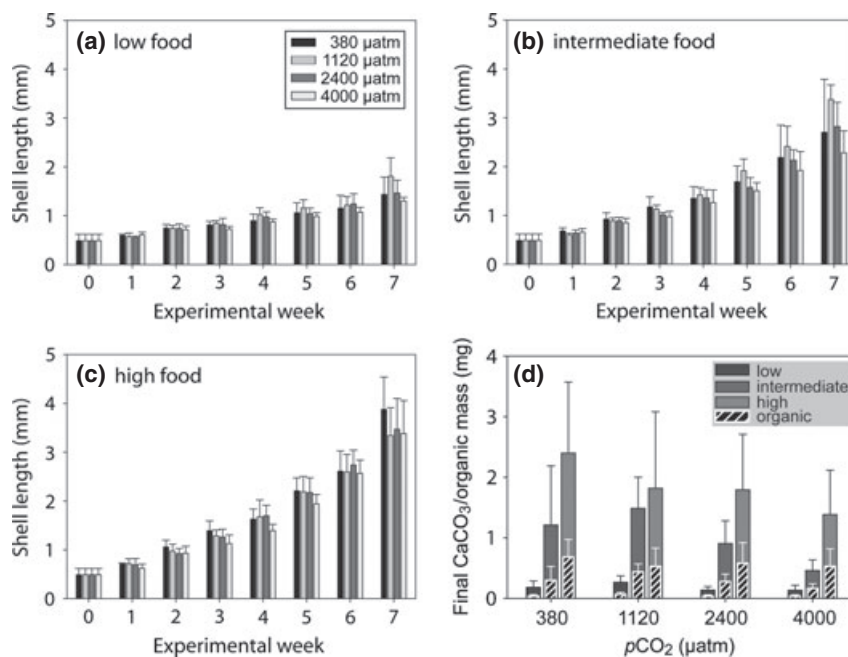 (a) low food
380 µatm
1120 µatm
2400 µatm
4000 µatm
Shell length (mm)
5
4
3
2
1
0
0 1 2 3 4 5 6 7
Experimental week
(b) intermediate food
Shell length (mm)
5
4
3
2
1
0
0 1 2 3 4 5 6 7
Experimental week
(c) high food
Shell length (mm)
5
4
3
2
1
0
0 1 2 3 4 5 6 7
Experimental week
(d)
low
intermediate
high
organic
Final CaCO₃/organic mass (mg)
4
3
2
1
0
380 1120 2400 4000
pCO₂ (µatm)